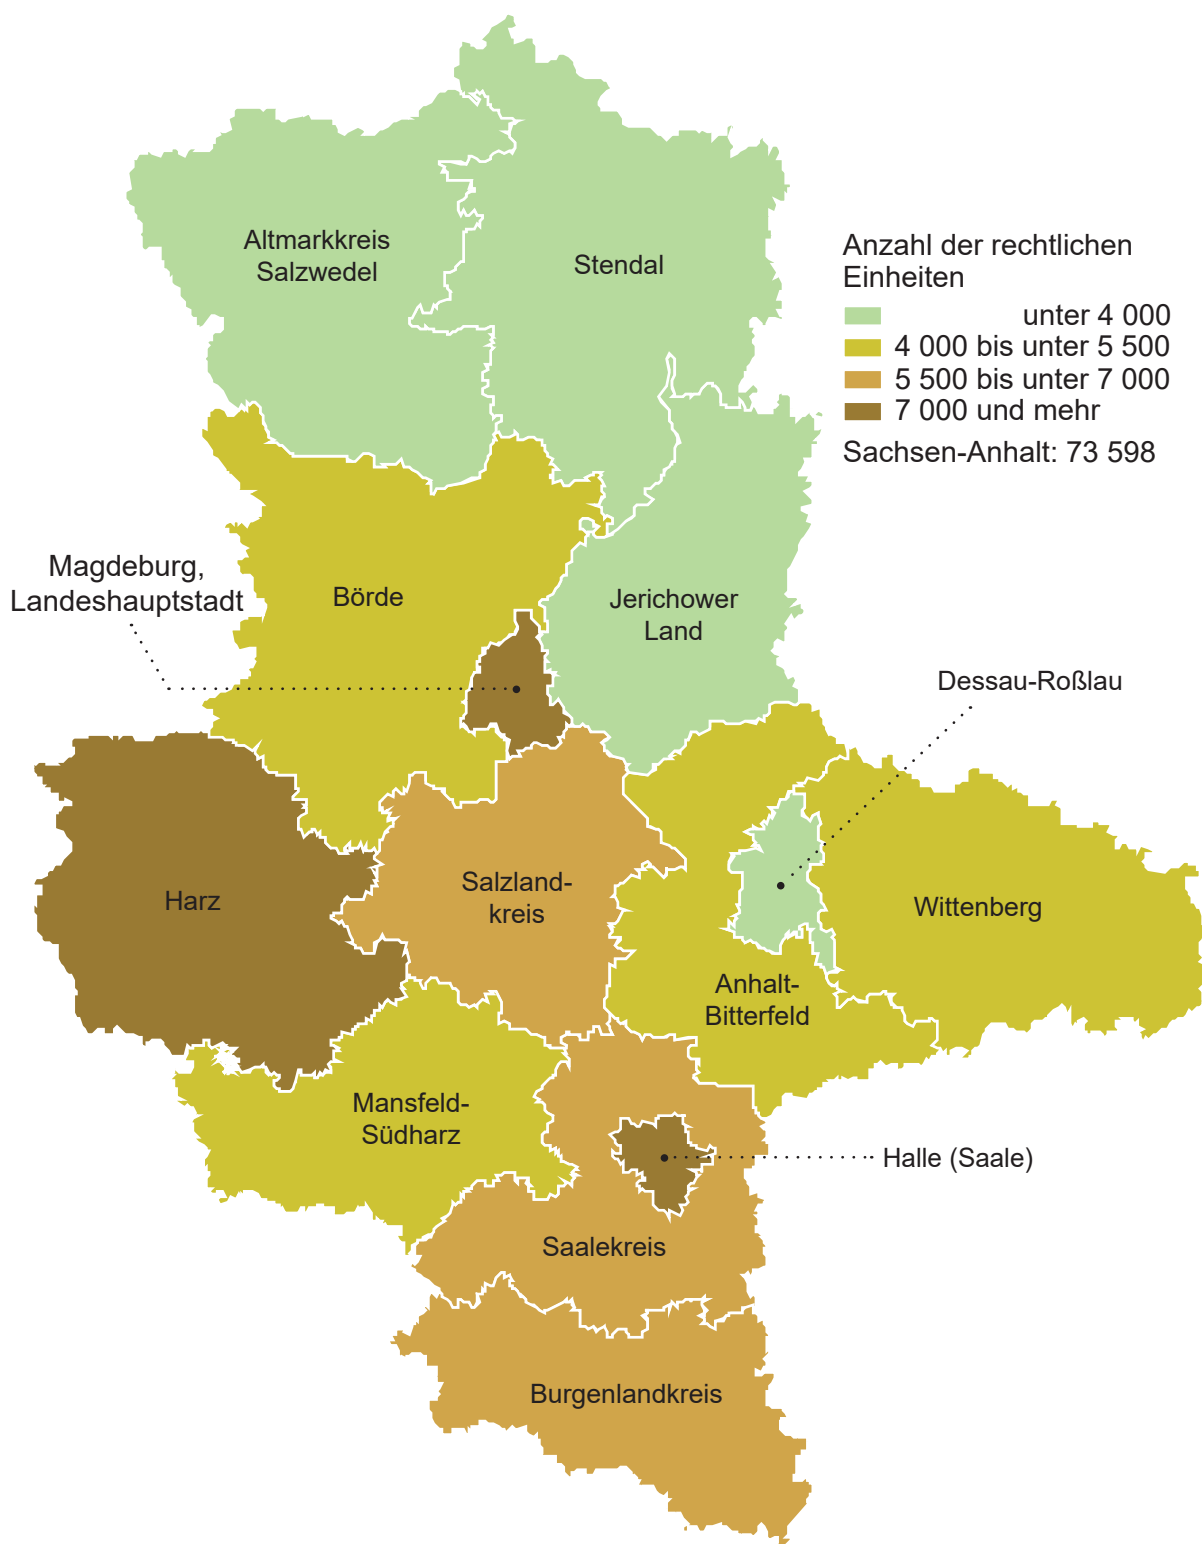 Altmarkkreis
Salzwedel
Stendal
Anzahl der rechtlichen
Einheiten
unter 4 000
4 000 bis unter 5 500
5 500 bis unter 7 000
7 000 und mehr
Sachsen-Anhalt: 73 598
Magdeburg,
Landeshauptstadt
Börde
Jerichower
Land
Dessau-Roßlau
Harz
Salzland-
kreis
Wittenberg
Anhalt-
Bitterfeld
Mansfeld-
Südharz
Halle (Saale)
Saalekreis
Burgenlandkreis